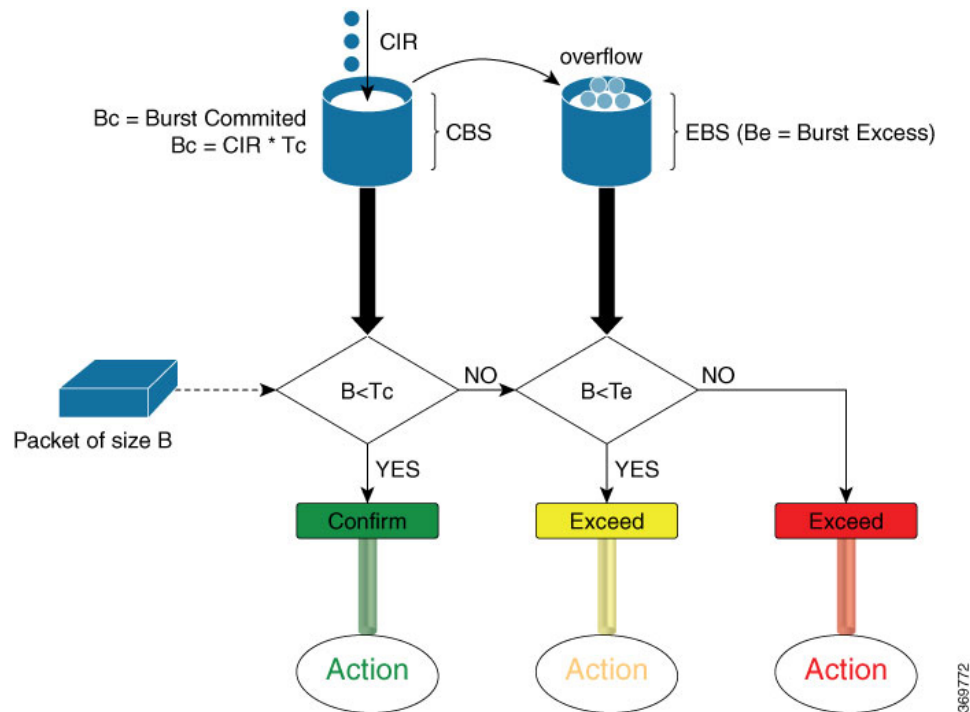 CIR
overflow
Bc = Burst Commited
Bc = CIR * Tc
CBS
EBS (Be = Burst Excess)
B<Tc
NO
B<Te
NO
Packet of size B
YES
YES
Confirm
Exceed
Exceed
Action
Action
Action
369772